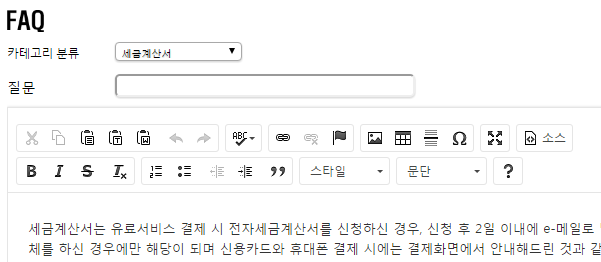 FAQ
카테고리 분류 세금계산서
질문
ABC 소스
B I S Tx 스타일 문단 ?
세금계산서는 유료서비스 결제 시 전자세금계산서를 신청하신 경우, 신청 후 2일 이내에 e-메일로
체를 하신 경우에만 해당이 되며 신용카드와 휴대폰 결제 시에는 결제화면에서 안내해드린 것과